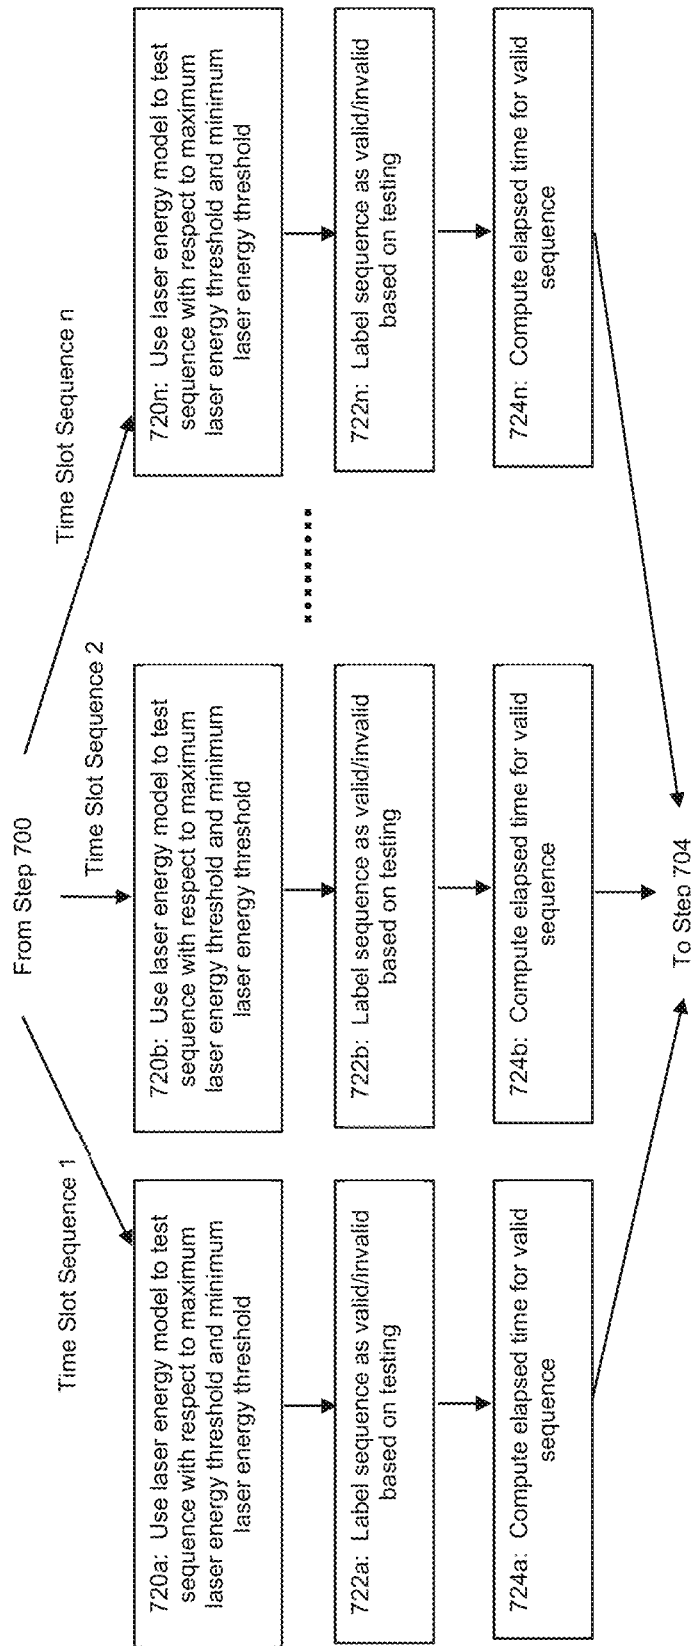 From Step 700
Time Slot Sequence 1
Time Slot Sequence 2
Time Slot Sequence n
720a: Use laser energy model to test
sequence with respect to maximum
laser energy threshold and minimum
laser energy threshold
722a: Label sequence as valid/invalid
based on testing
724a: Compute elapsed time for valid
sequence
720b: Use laser energy model to test
sequence with respect to maximum
laser energy threshold and minimum
laser energy threshold
722b: Label sequence as valid/invalid
based on testing
724b: Compute elapsed time for valid
sequence
720n: Use laser energy model to test
sequence with respect to maximum
laser energy threshold and minimum
laser energy threshold
722n: Label sequence as valid/invalid
based on testing
724n: Compute elapsed time for valid
sequence
To Step 704